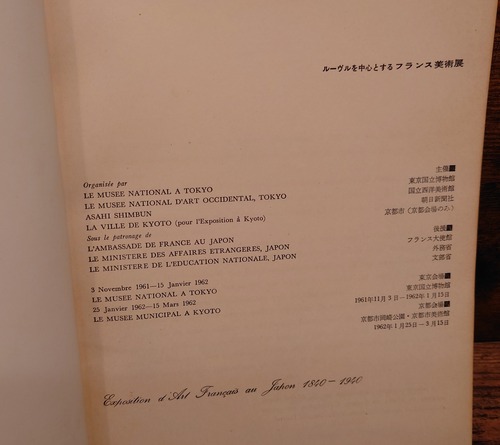 ルーヴルを中心とするフランス美術展
Organisée par
LE MUSEE NATIONAL A TOKYO
LE MUSEE NATIONAL D'ART OCCIDENTAL, TOKYO
ASAHI SHIMBUN
LA VILLE DE KYOTO (pour l'Exposition à Kyoto)
Sous le patronage de
L'AMBASSADE DE FRANCE AU JAPON
LE MINISTERE DES AFFAIRES ETRANGERES, JAPON
LE MINISTERE DE L'EDUCATION NATIONALE, JAPON
3 Novembre 1961—15 Janvier 1962
LE MUSEE NATIONAL A TOKYO
25 Janvier 1962—15 Mars 1962
LE MUSEE MUNICIPAL A KYOTO
主催■
東京国立博物館
国立西洋美術館
朝日新聞社
京都市(京都会場のみ)
後援■
フランス大使館
外務省
文部省
東京会場■
東京国立博物館
1961年11月3日−1962年1月15日
京都会場■
京都市岡崎公園・京都市美術館
1962年1月25日−3月15日
Exposition d'Art Français au Japon 1840−1940